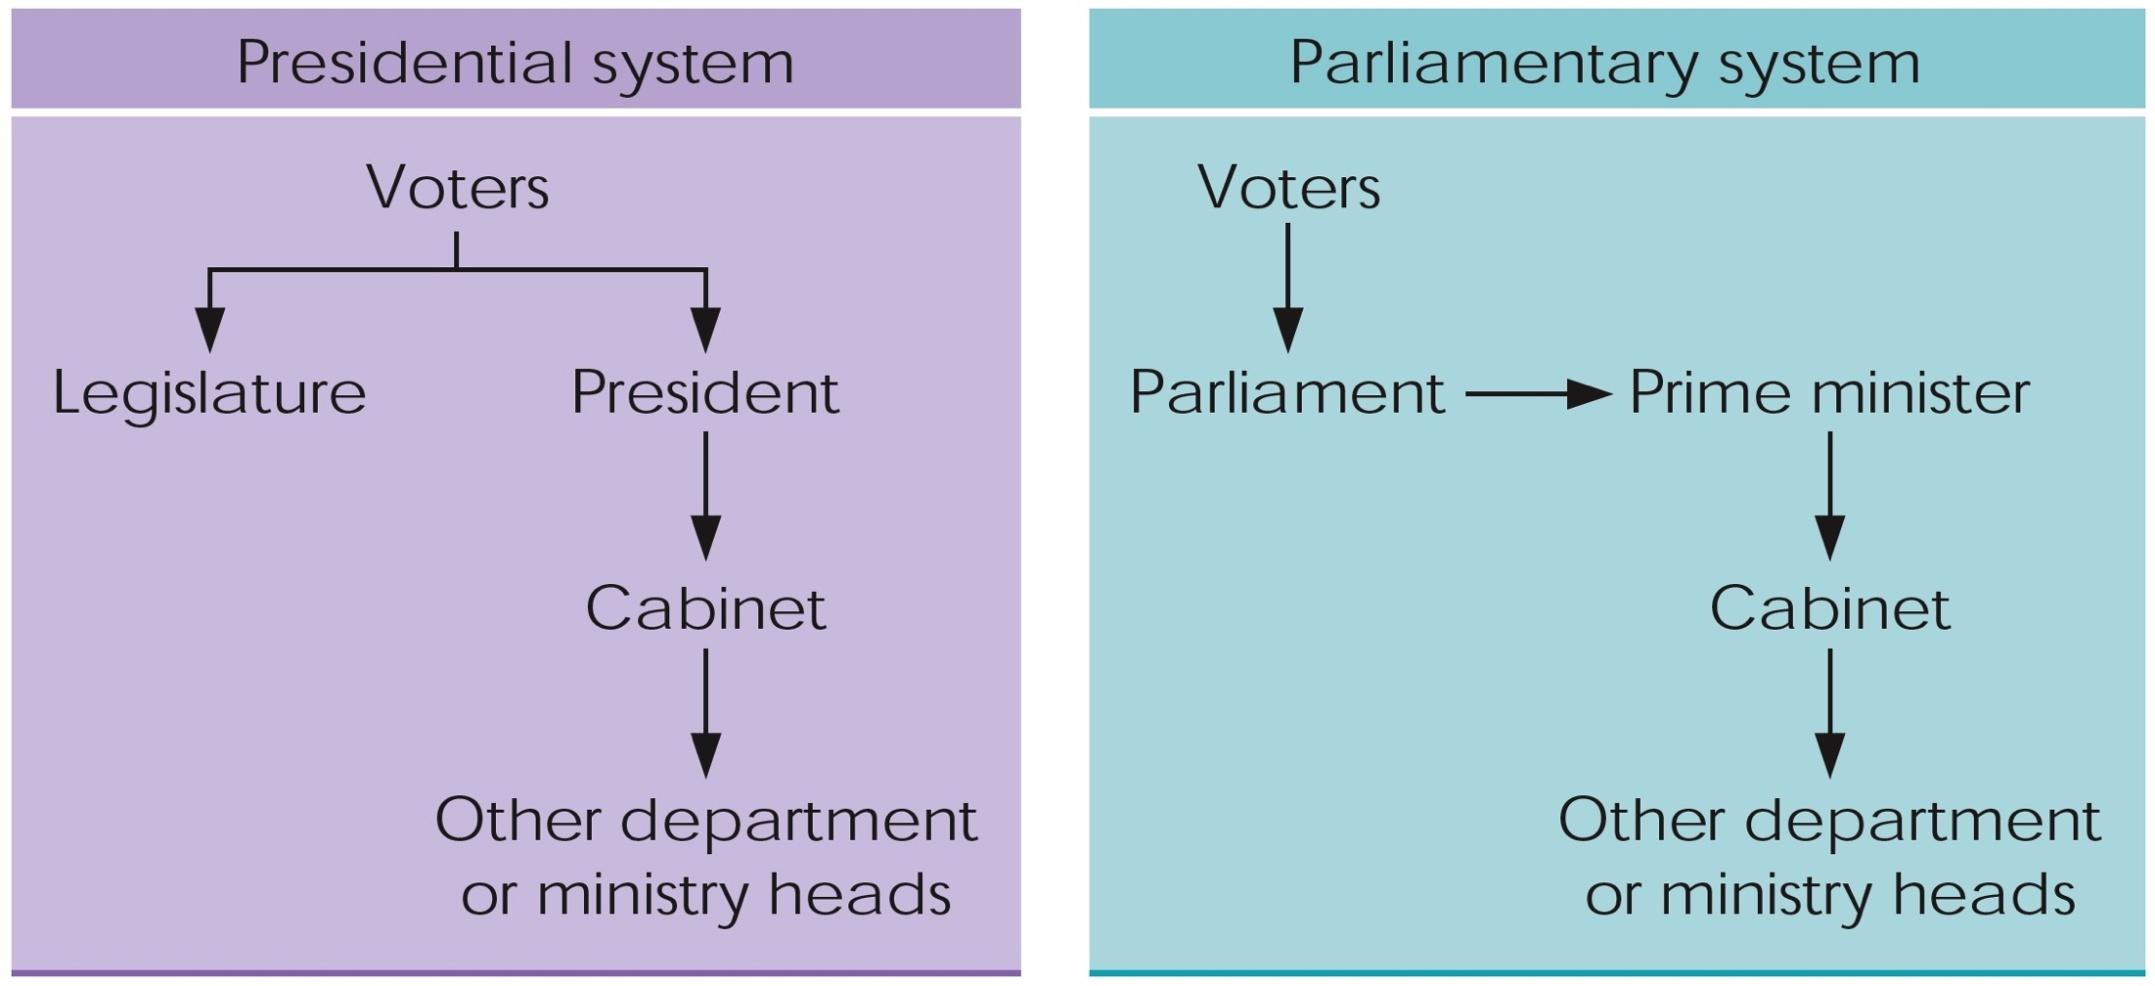 Presidential system
Voters
Legislature
President
Cabinet
Other department
or ministry heads
Parliamentary system
Voters
Parliament
Prime minister
Cabinet
Other department
or ministry heads